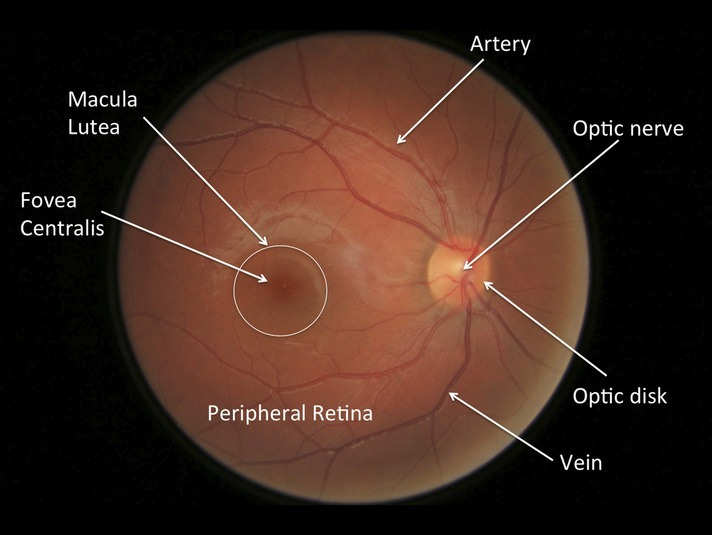 Artery
Macula
Lutea
Optic nerve
Fovea
Centralis
Optic disk
Peripheral Retina
Vein